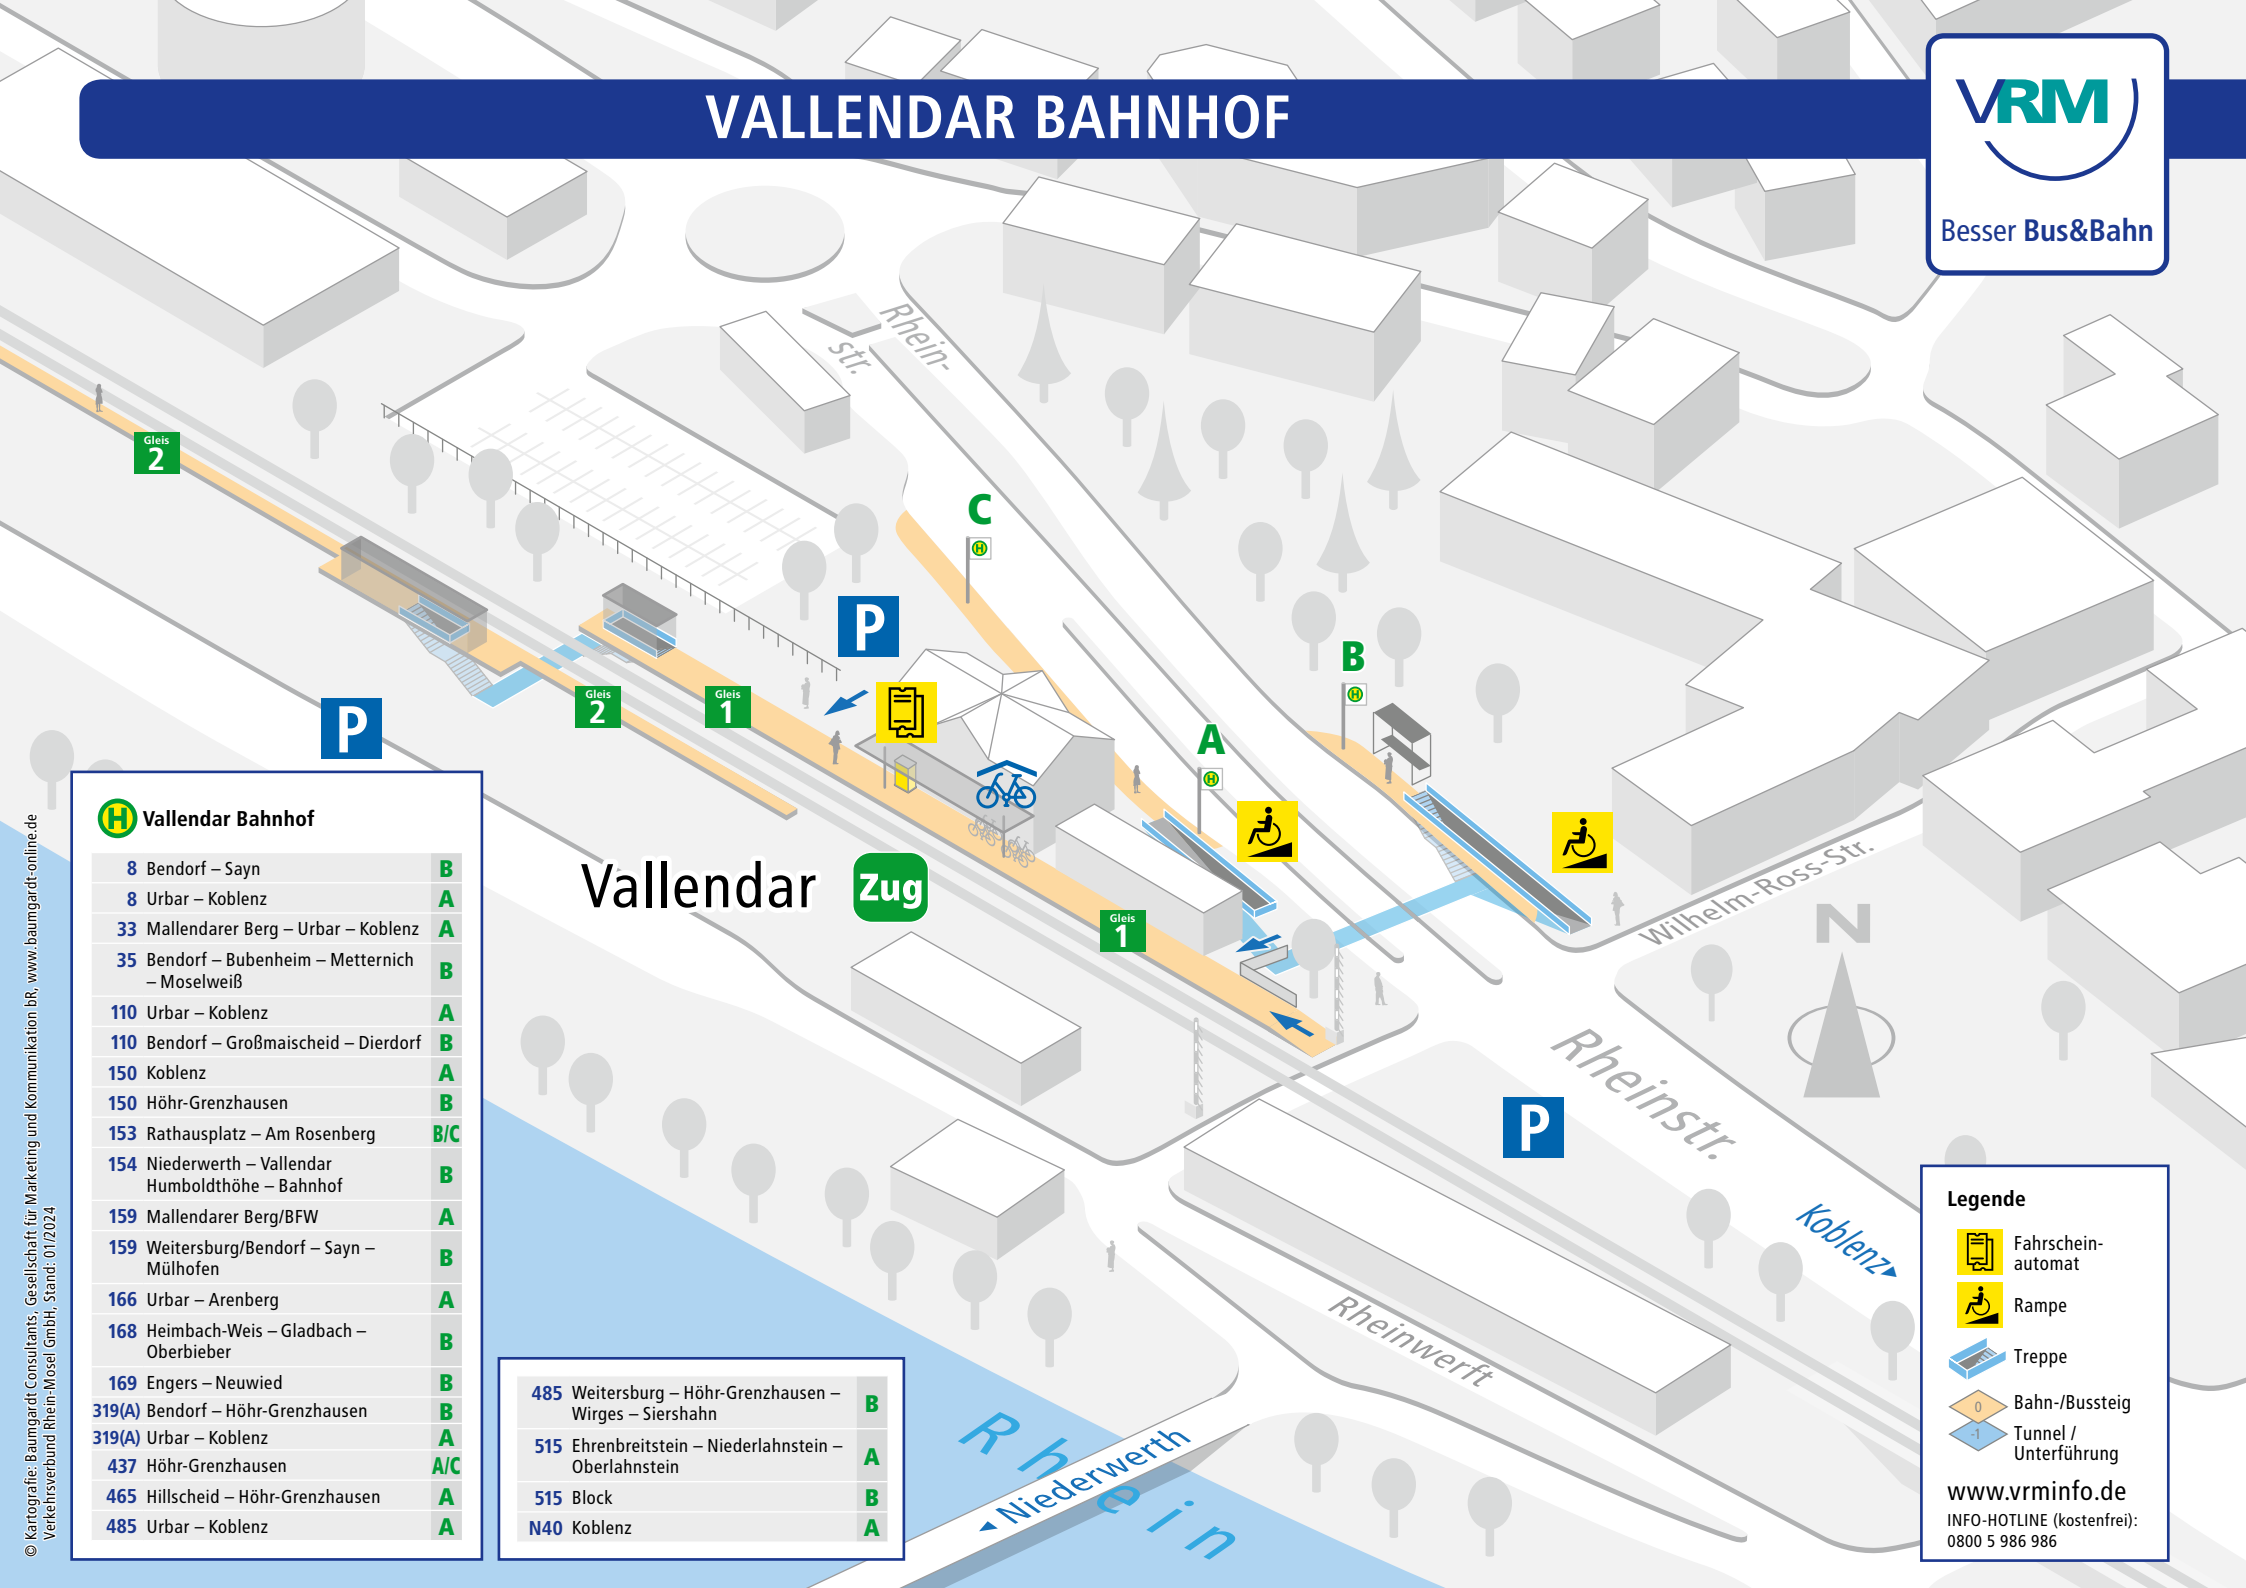 VALLENDAR BAHNHOF
VRM
Besser Bus&Bahn
Rhein-
str.
Gleis
2
C
H
P
B
H
Gleis
2
Gleis
1
P
A
H
Vallendar Zug
Gleis
1
Wilhelm-Ross-Str.
N
Rheinstr.
P
Koblenz
Rheinwerft
Rhein
Niederwerth
H Vallendar Bahnhof
8 Bendorf – Sayn B
8 Urbar – Koblenz A
33 Mallendarer Berg – Urbar – Koblenz A
35 Bendorf – Bubenheim – Metternich
– Moselweiß B
110 Urbar – Koblenz A
110 Bendorf – Großmaischeid – Dierdorf B
150 Koblenz A
150 Höhr-Grenzhausen B
153 Rathausplatz – Am Rosenberg B/C
154 Niederwerth – Vallendar
Humboldthöhe – Bahnhof B
159 Mallendarer Berg/BFW A
159 Weitersburg/Bendorf – Sayn –
Mülhofen B
166 Urbar – Arenberg A
168 Heimbach-Weis – Gladbach –
Oberbieber B
169 Engers – Neuwied B
319(A) Bendorf – Höhr-Grenzhausen B
319(A) Urbar – Koblenz A
437 Höhr-Grenzhausen A/C
465 Hillscheid – Höhr-Grenzhausen A
485 Urbar – Koblenz A
485 Weitersburg – Höhr-Grenzhausen –
Wirges – Siershahn B
515 Ehrenbreitstein – Niederlahnstein –
Oberlahnstein A
515 Block B
N40 Koblenz A
Legende
Fahrschein-
automat
Rampe
Treppe
0 Bahn-/Bussteig
-1 Tunnel /
Unterführung
www.vrminfo.de
INFO-HOTLINE (kostenfrei):
0800 5 986 986
© Kartografie: Baumgardt Consultants, Gesellschaft für Marketing und Kommunikation bR, www.baumgardt-online.de
Verkehrsverbund Rhein-Mosel GmbH, Stand: 01/2024